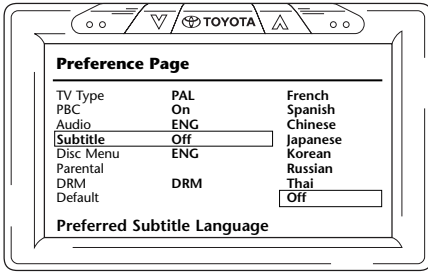 TOYOTA
Preference Page
TV Type PAL French
PBC On Spanish
Audio ENG Chinese
Subtitle Off Japanese
Disc Menu ENG Korean
Parental Russian
DRM DRM Thai
Default Off
Preferred Subtitle Language